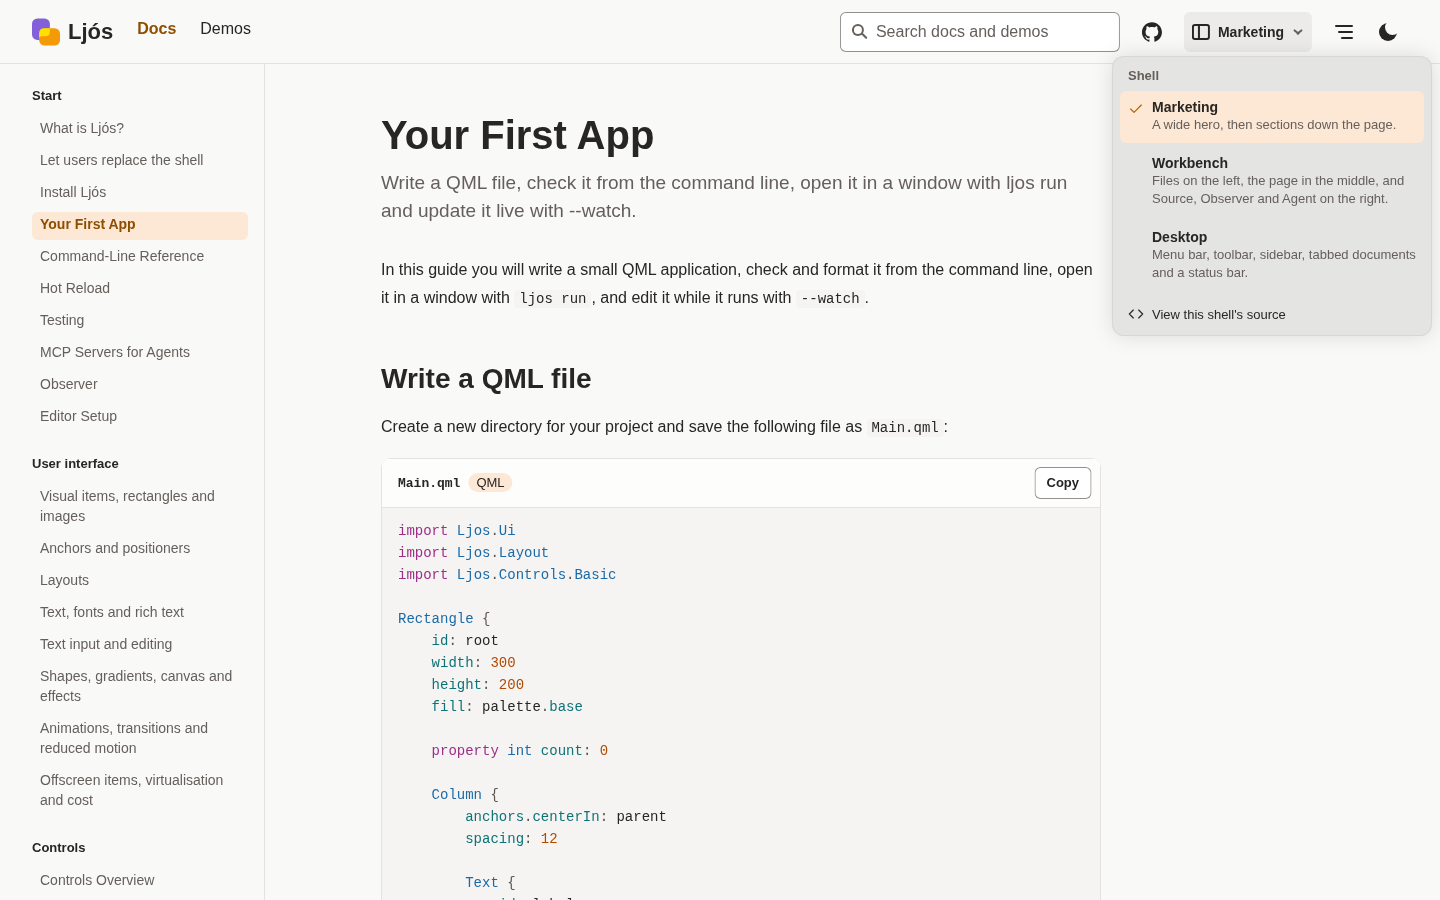 Ljós
Docs
Demos
Search docs and demos
Marketing
Shell
Marketing
A wide hero, then sections down the page.
Workbench
Files on the left, the page in the middle, and
Source, Observer and Agent on the right.
Desktop
Menu bar, toolbar, sidebar, tabbed documents
and a status bar.
View this shell's source
Start
What is Ljós?
Let users replace the shell
Install Ljós
Your First App
Command-Line Reference
Hot Reload
Testing
MCP Servers for Agents
Observer
Editor Setup
User interface
Visual items, rectangles and
images
Anchors and positioners
Layouts
Text, fonts and rich text
Text input and editing
Shapes, gradients, canvas and
effects
Animations, transitions and
reduced motion
Offscreen items, virtualisation
and cost
Controls
Controls Overview
Your First App
Write a QML file, check it from the command line, open it in a window with ljos run
and update it live with --watch.
In this guide you will write a small QML application, check and format it from the command line, open
it in a window with ljos run, and edit it while it runs with --watch.
Write a QML file
Create a new directory for your project and save the following file as Main.qml:
Main.qml QML
Copy
import Ljos.Ui
import Ljos.Layout
import Ljos.Controls.Basic
Rectangle {
id: root
width: 300
height: 200
fill: palette.base
property int count: 0
Column {
anchors.centerIn: parent
spacing: 12
Text {